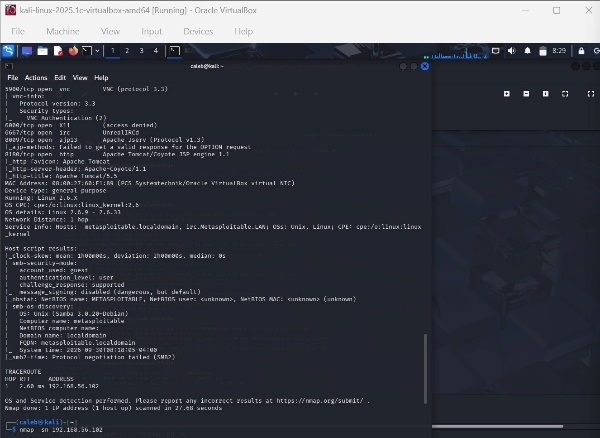 kali-linux-2025.1c-virtualbox-amd64 [Running] - Oracle VirtualBox
File Machine View Input Devices Help
1 2 3 4 8:29
caleb@kali: ~
File Actions Edit View Help
5900/tcp open vnc VNC (protocol 3.3)
| vnc-info:
| Protocol version: 3.3
| Security types:
|_ VNC Authentication (2)
6000/tcp open X11 (access denied)
6667/tcp open irc UnrealIRCd
8009/tcp open ajp13 Apache Jserv (Protocol v1.3)
|_ajp-methods: Failed to get a valid response for the OPTION request
8180/tcp open http Apache Tomcat/Coyote JSP engine 1.1
|_http-favicon: Apache Tomcat
|_http-server-header: Apache-Coyote/1.1
|_http-title: Apache Tomcat/5.5
MAC Address: 08:00:27:60:F1:89 (PCS Systemtechnik/Oracle VirtualBox virtual NIC)
Device type: general purpose
Running: Linux 2.6.X
OS CPE: cpe:/o:linux:linux_kernel:2.6
OS details: Linux 2.6.9 - 2.6.33
Network Distance: 1 hop
Service Info: Hosts: metasploitable.localdomain, irc.Metasploitable.LAN; OSs: Unix, Linux; CPE: cpe:/o:linux:linux
_kernel
Host script results:
|_clock-skew: mean: 1h00m00s, deviation: 2h00m00s, median: 0s
| smb-security-mode:
| account_used: guest
| authentication_level: user
| challenge_response: supported
|_ message_signing: disabled (dangerous, but default)
|_nbstat: NetBIOS name: METASPLOITABLE, NetBIOS user: <unknown>, NetBIOS MAC: <unknown> (unknown)
| smb-os-discovery:
| OS: Unix (Samba 3.0.20-Debian)
| Computer name: metasploitable
| NetBIOS computer name:
| Domain name: localdomain
| FQDN: metasploitable.localdomain
|_ System time: 2026-09-30T08:18:05-04:00
|_smb2-time: Protocol negotiation failed (SMB2)
TRACEROUTE
HOP RTT ADDRESS
1 2.60 ms 192.168.56.102
OS and Service detection performed. Please report any incorrect results at https://nmap.org/submit/ .
Nmap done: 1 IP address (1 host up) scanned in 27.68 seconds
(caleb㉿kali)-[~]
$ nmap -sn 192.168.56.102